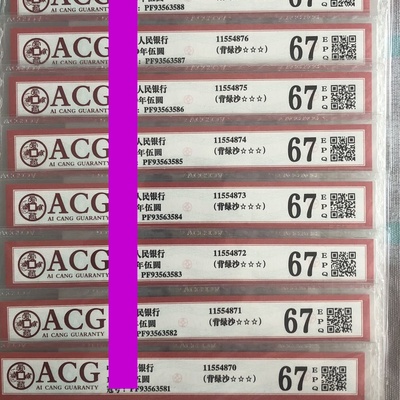 AI CANG GUARANTY PF93563588 67 Q
ACG 人民银行 11554876 67 E
年伍圆 (背绿沙☆☆☆) P
AI CANG GUARANTY PF93563587 Q
ACG 人民银行 11554875 67 E
年伍圆 (背绿沙☆☆☆) P
AI CANG GUARANTY PF93563586 Q
ACG 人民银行 11554874 67 E
年伍圆 (背绿沙☆☆☆) P
AI CANG GUARANTY PF93563585 Q
ACG 人民银行 11554873 67 E
年伍圆 (背绿沙☆☆☆) P
AI CANG GUARANTY PF93563584 Q
ACG 人民银行 11554872 67 E
年伍圆 (背绿沙☆☆☆) P
AI CANG GUARANTY PF93563583 Q
ACG 人民银行 11554871 67 E
年伍圆 (背绿沙☆☆☆) P
AI CANG GUARANTY PF93563582 Q
ACG 人民银行 11554870 67 E
年伍圆 (背绿沙☆☆☆) P
AI CANG GUARANTY PF93563581 Q